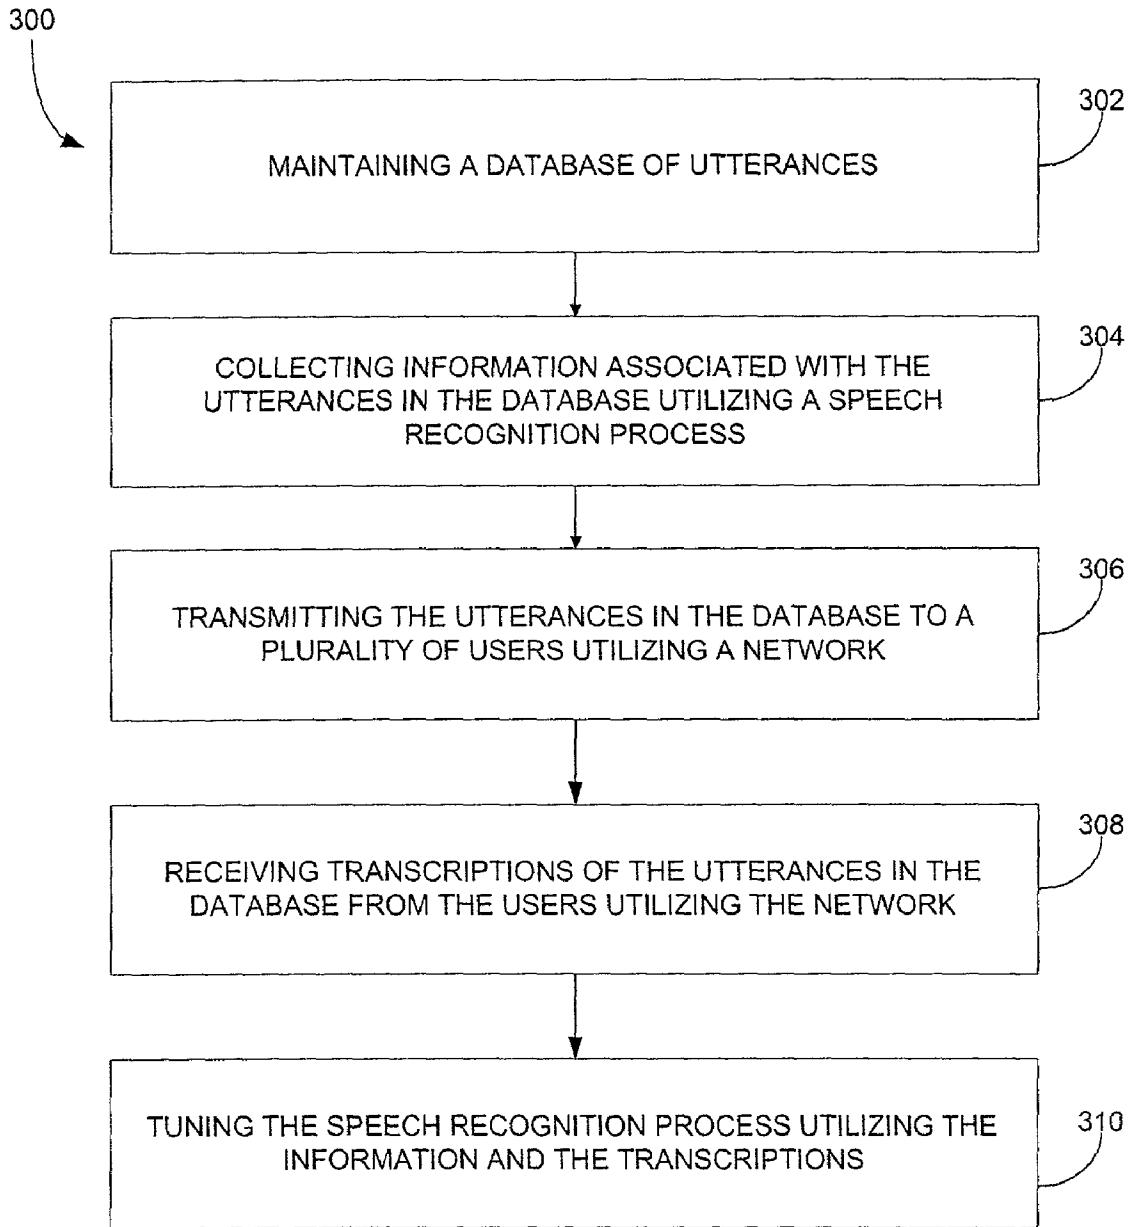 300
302
MAINTAINING A DATABASE OF UTTERANCES
304
COLLECTING INFORMATION ASSOCIATED WITH THE
UTTERANCES IN THE DATABASE UTILIZING A SPEECH
RECOGNITION PROCESS
306
TRANSMITTING THE UTTERANCES IN THE DATABASE TO A
PLURALITY OF USERS UTILIZING A NETWORK
308
RECEIVING TRANSCRIPTIONS OF THE UTTERANCES IN THE
DATABASE FROM THE USERS UTILIZING THE NETWORK
310
TUNING THE SPEECH RECOGNITION PROCESS UTILIZING THE
INFORMATION AND THE TRANSCRIPTIONS